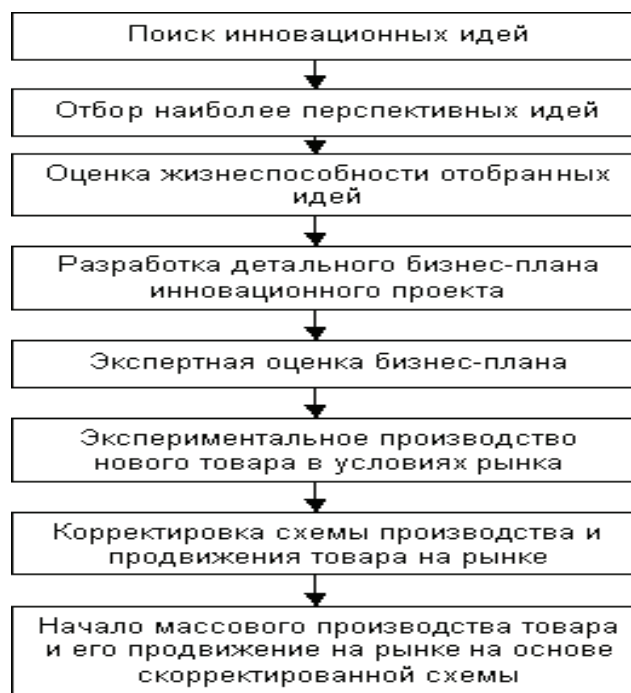 Поиск инновационных идей
Отбор наиболее перспективных идей
Оценка жизнеспособности отобранных
идей
Разработка детального бизнес-плана
инновационного проекта
Экспертная оценка бизнес-плана
Экспериментальное производство
нового товара в условиях рынка
Корректировка схемы производства и
продвижения товара на рынке
Начало массового производства товара
и его продвижение на рынке на основе
скорректированной схемы